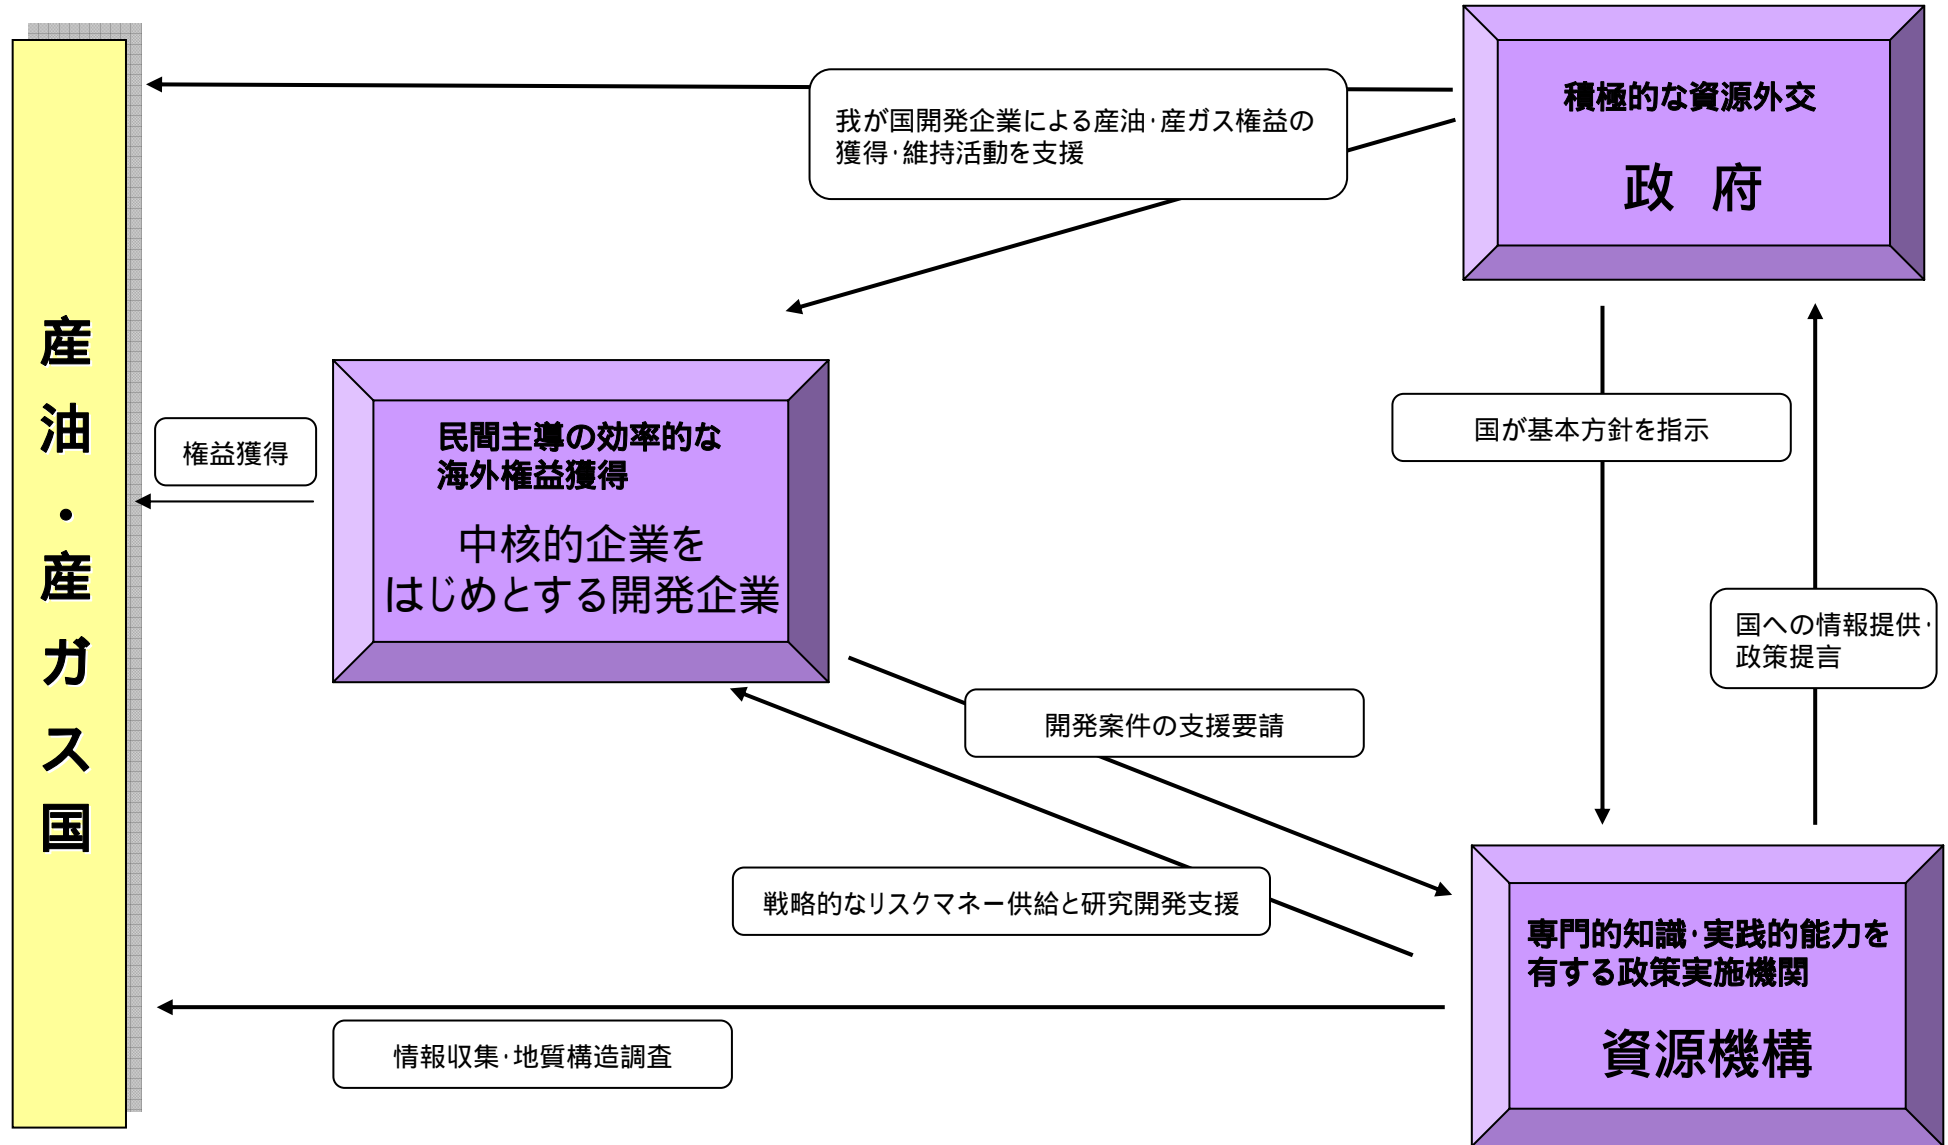 積極的な資源外交
政 府
我が国開発企業による産油・産ガス権益の
獲得・維持活動を支援
産油・産ガス国
権益獲得
民間主導の効率的な
海外権益獲得
中核的企業を
はじめとする開発企業
国が基本方針を指示
国への情報提供・
政策提言
開発案件の支援要請
戦略的なリスクマネー供給と研究開発支援
専門的知識・実践的能力を
有する政策実施機関
資源機構
情報収集・地質構造調査